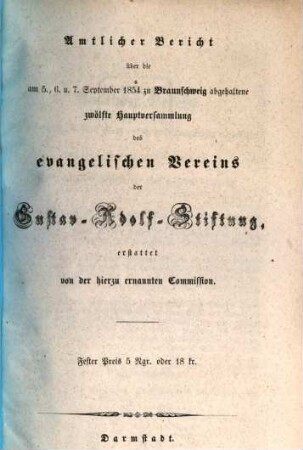 Amtlicher Bericht
über die
am 5., 6. u. 7. September 1854 zu Braunschweig abgehaltene
zwölfte Hauptversammlung
des
evangelischen Vereins
der
Gustav-Adolf-Stiftung,
erstattet
von der hierzu ernannten Commission.
Fester Preis 5 Ngr. oder 18 kr.
Darmstadt.